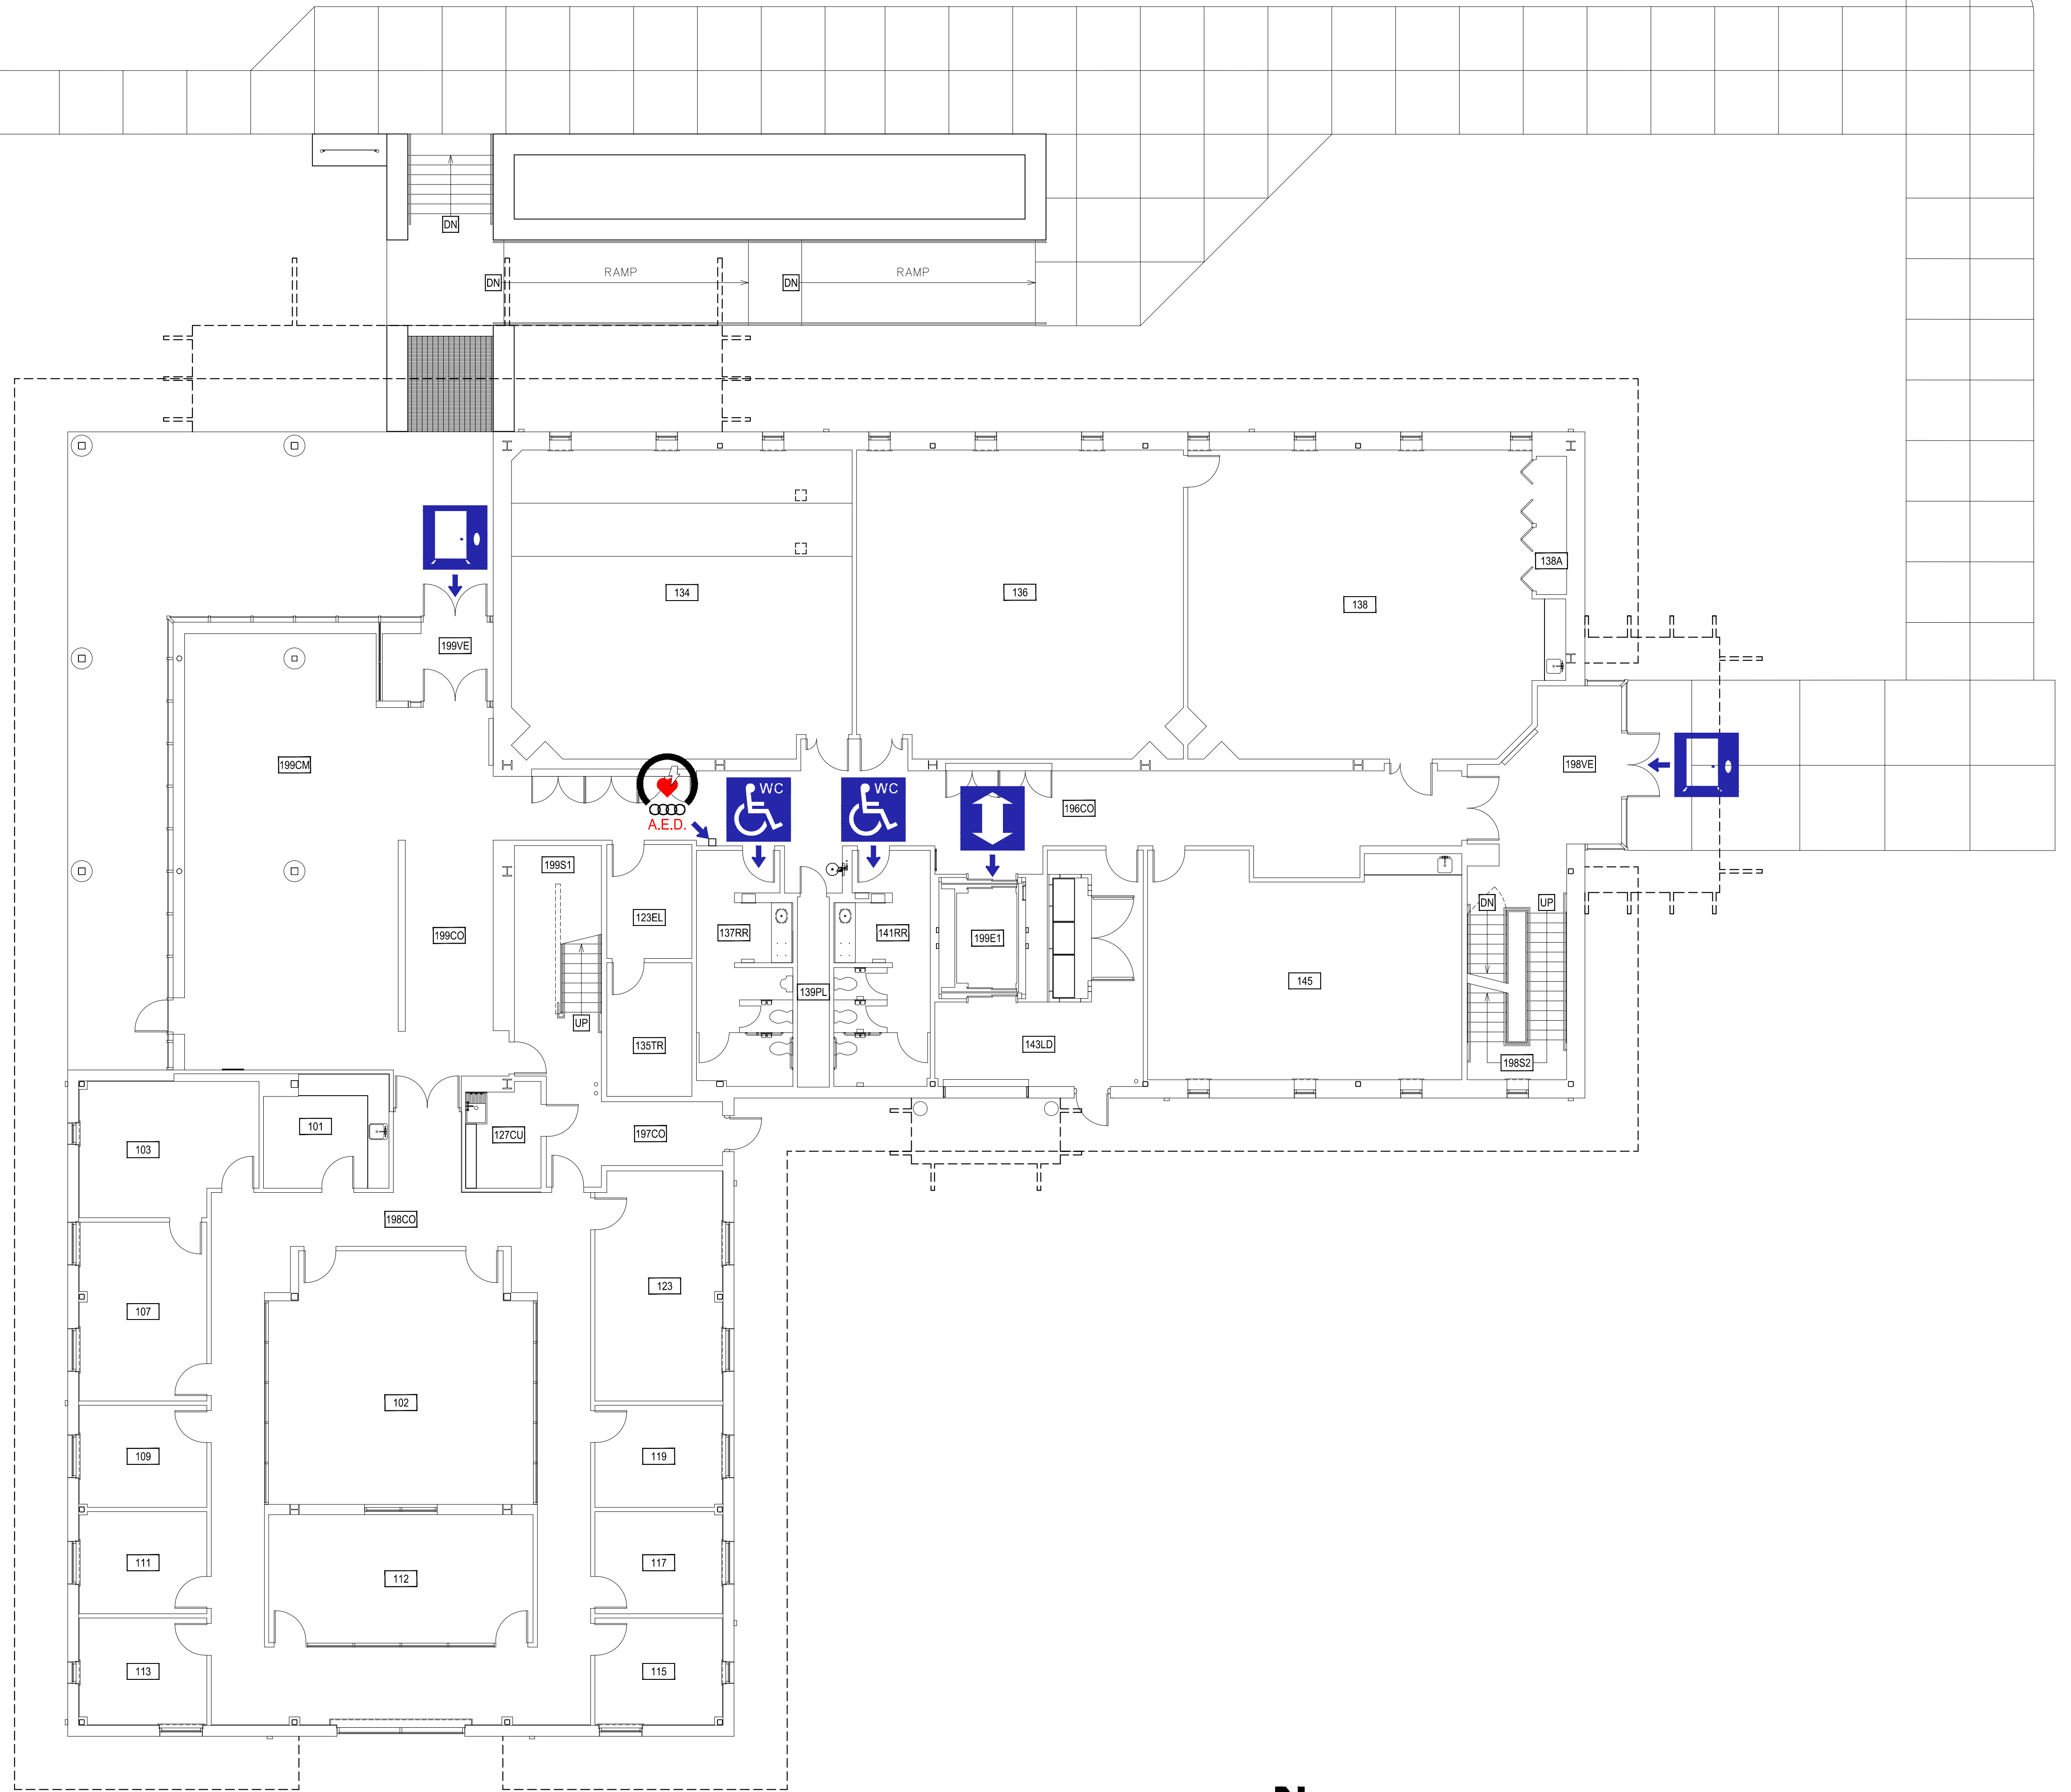 DN
DN
RAMP
DN
RAMP
134
136
138
138A
199VE
199CM
198VE
WC
WC
196CO
A.E.D.
199S1
123EL
137RR
141RR
199E1
199CO
DN
UP
145
139PL
135TR
UP
143LD
198S2
101
103
127CU
197CO
198CO
107
123
102
109
119
111
117
112
113
115
N